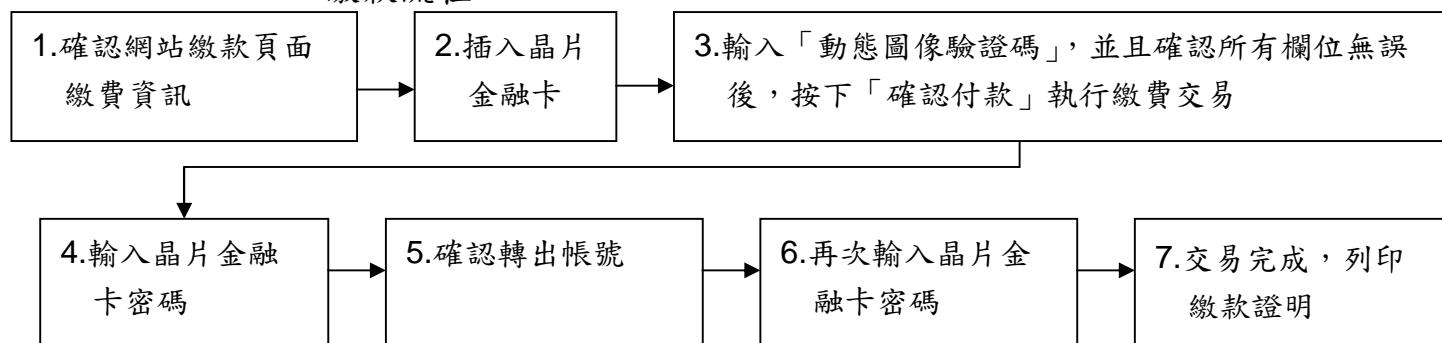 繳款流程
1.確認網站繳款頁面
繳費資訊
2.插入晶片
金融卡
3.輸入「動態圖像驗證碼」，並且確認所有欄位無誤
後，按下「確認付款」執行繳費交易
4.輸入晶片金融
卡密碼
5.確認轉出帳號
6.再次輸入晶片金
融卡密碼
7.交易完成，列印
繳款證明